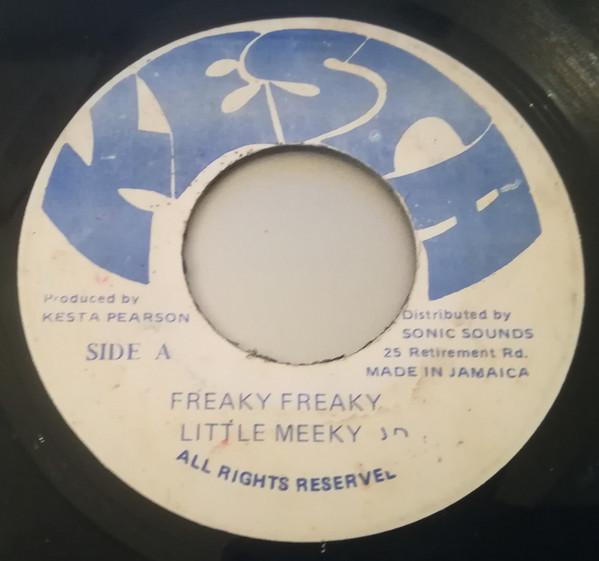 Produced by
KESTA PEARSON
SIDE A
Distributed by
SONIC SOUNDS
25 Retirement Rd.
MADE IN JAMAICA
FREAKY FREAKY
LITTLE MEEKY
ALL RIGHTS RESERVED